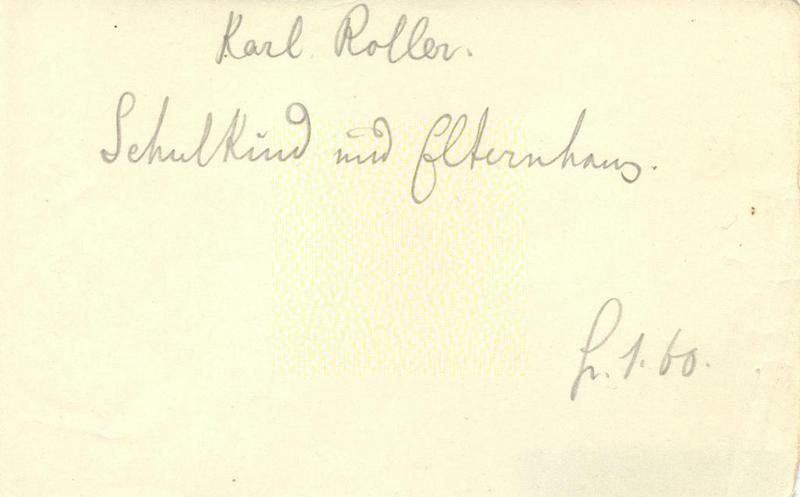 Karl Roller.
Schulkind und Elternhaus.
Fr. 1.60.